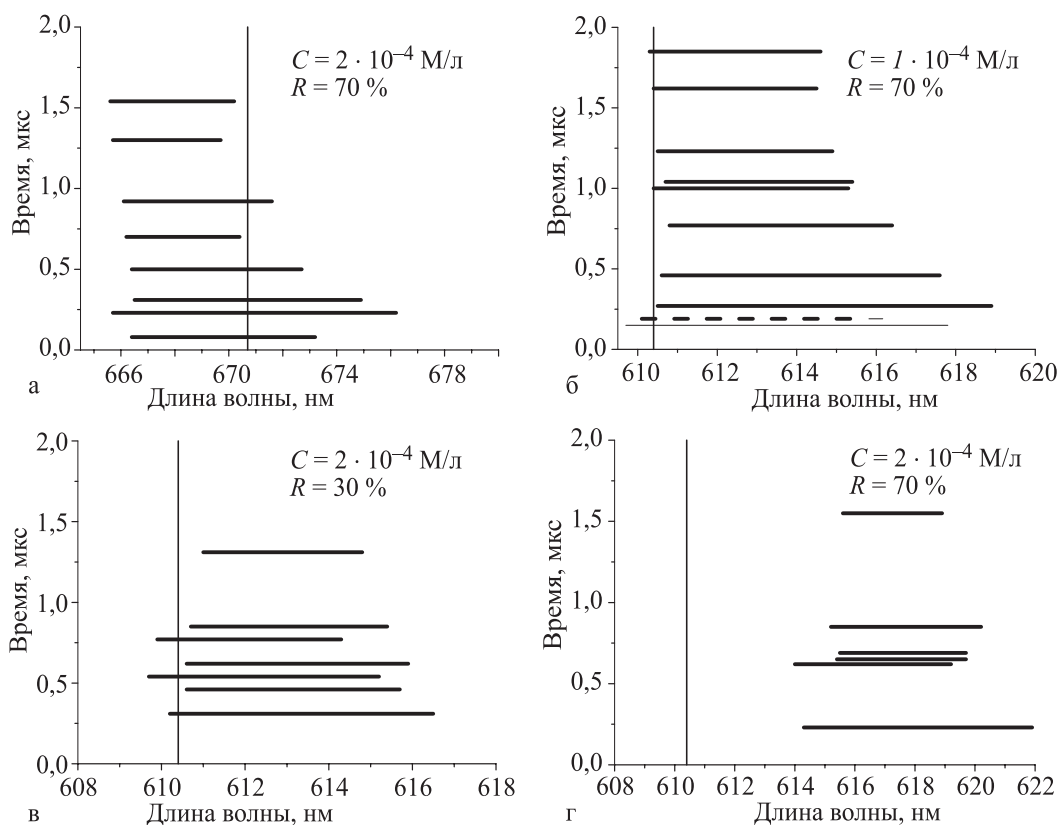 2,0
1,5
1,0
0,5
0,0
Время, мкс
C = 2 · 10–4 М/л
R = 70 %
666 670 674 678
Длина волны, нм
а
2,0
1,5
1,0
0,5
0,0
Время, мкс
C = 1 · 10–4 М/л
R = 70 %
610 612 614 616 618 620
Длина волны, нм
б
2,0
1,5
1,0
0,5
0,0
Время, мкс
C = 2 · 10–4 М/л
R = 30 %
608 610 612 614 616 618
Длина волны, нм
в
2,0
1,5
1,0
0,5
0,0
Время, мкс
C = 2 · 10–4 М/л
R = 70 %
608 610 612 614 616 618 620 622
Длина волны, нм
г